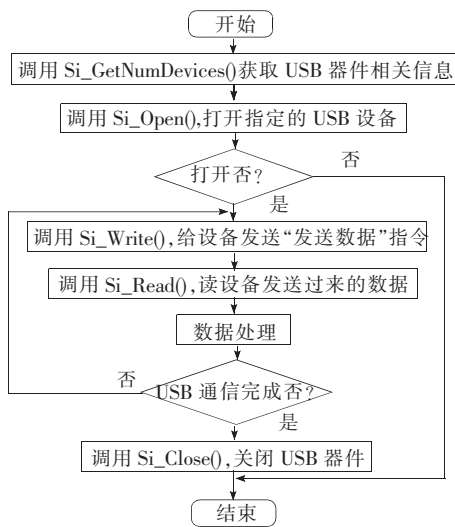 开始
调用 Si_GetNumDevices()获取 USB 器件相关信息
调用 Si_Open(),打开指定的 USB 设备
打开否?
否
是
调用 Si_Write(),给设备发送“发送数据”指令
调用 Si_Read(),读设备发送过来的数据
数据处理
否
USB 通信完成否?
是
调用 Si_Close(),关闭 USB 器件
结束